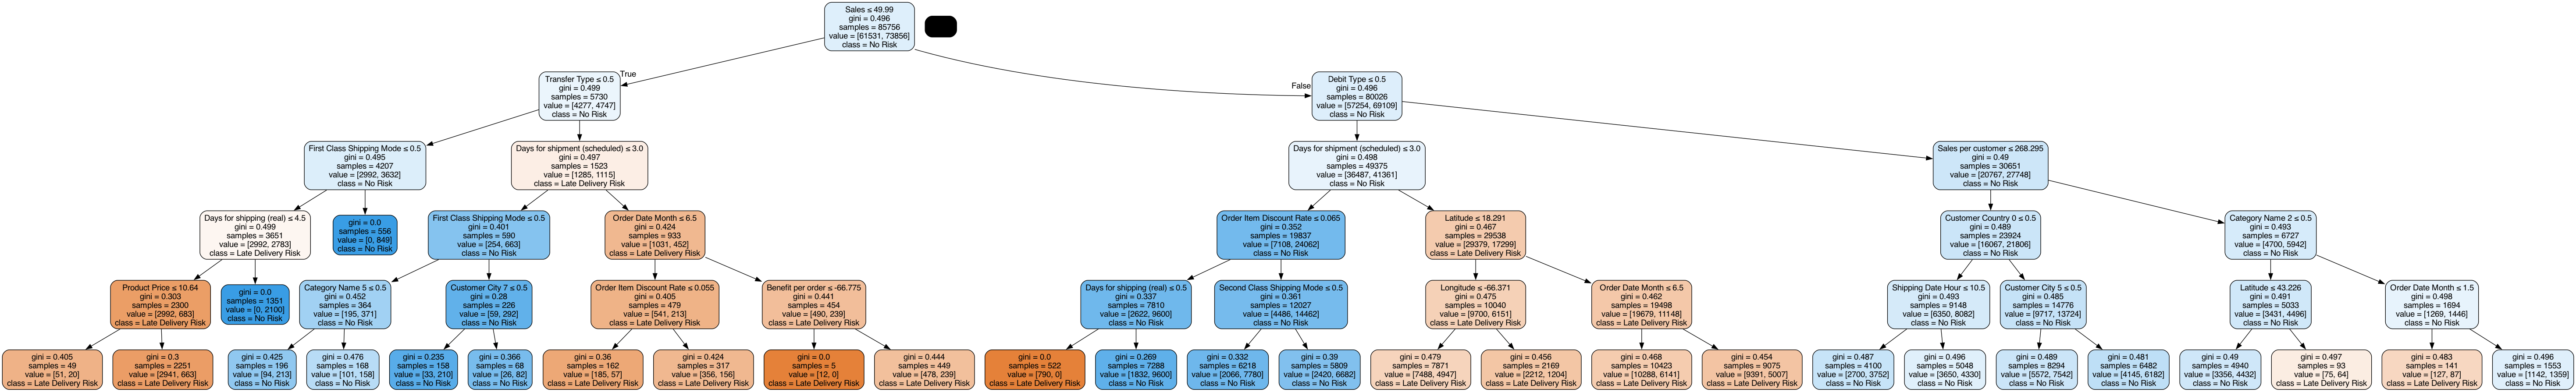 Sales ≤ 49.99
gini = 0.496
samples = 85756
value = [61531, 73856]
class = No Risk
True
False
Transfer Type ≤ 0.5
gini = 0.499
samples = 5730
value = [4277, 4747]
class = No Risk
Debit Type ≤ 0.5
gini = 0.496
samples = 80026
value = [57254, 69109]
class = No Risk
First Class Shipping Mode ≤ 0.5
gini = 0.495
samples = 4207
value = [2992, 3632]
class = No Risk
Days for shipment (scheduled) ≤ 3.0
gini = 0.497
samples = 1523
value = [1285, 1115]
class = Late Delivery Risk
Days for shipment (scheduled) ≤ 3.0
gini = 0.498
samples = 49375
value = [36487, 41361]
class = No Risk
Sales per customer ≤ 268.295
gini = 0.49
samples = 30651
value = [20767, 27748]
class = No Risk
Days for shipping (real) ≤ 4.5
gini = 0.499
samples = 3651
value = [2992, 2783]
class = Late Delivery Risk
gini = 0.0
samples = 556
value = [0, 849]
class = No Risk
First Class Shipping Mode ≤ 0.5
gini = 0.401
samples = 590
value = [254, 663]
class = No Risk
Order Date Month ≤ 6.5
gini = 0.424
samples = 933
value = [1031, 452]
class = Late Delivery Risk
Order Item Discount Rate ≤ 0.065
gini = 0.352
samples = 19837
value = [7108, 24062]
class = No Risk
Latitude ≤ 18.291
gini = 0.467
samples = 29538
value = [29379, 17299]
class = Late Delivery Risk
Customer Country 0 ≤ 0.5
gini = 0.489
samples = 23924
value = [16067, 21806]
class = No Risk
Category Name 2 ≤ 0.5
gini = 0.493
samples = 6727
value = [4700, 5942]
class = No Risk
Product Price ≤ 10.64
gini = 0.303
samples = 2300
value = [2992, 683]
class = Late Delivery Risk
gini = 0.0
samples = 1351
value = [0, 2100]
class = No Risk
Category Name 5 ≤ 0.5
gini = 0.452
samples = 364
value = [195, 371]
class = No Risk
Customer City 7 ≤ 0.5
gini = 0.28
samples = 226
value = [59, 292]
class = No Risk
Order Item Discount Rate ≤ 0.055
gini = 0.405
samples = 479
value = [541, 213]
class = Late Delivery Risk
Benefit per order ≤ -66.775
gini = 0.441
samples = 454
value = [490, 239]
class = Late Delivery Risk
Days for shipping (real) ≤ 0.5
gini = 0.337
samples = 7810
value = [2622, 9600]
class = No Risk
Second Class Shipping Mode ≤ 0.5
gini = 0.361
samples = 12027
value = [4486, 14462]
class = No Risk
Longitude ≤ -66.371
gini = 0.475
samples = 10040
value = [9700, 6151]
class = Late Delivery Risk
Order Date Month ≤ 6.5
gini = 0.462
samples = 19498
value = [19679, 11148]
class = Late Delivery Risk
Shipping Date Hour ≤ 10.5
gini = 0.493
samples = 9148
value = [6350, 8082]
class = No Risk
Customer City 5 ≤ 0.5
gini = 0.485
samples = 14776
value = [9717, 13724]
class = No Risk
Latitude ≤ 43.226
gini = 0.491
samples = 5033
value = [3431, 4496]
class = No Risk
Order Date Month ≤ 1.5
gini = 0.498
samples = 1694
value = [1269, 1446]
class = No Risk
gini = 0.405
samples = 49
value = [51, 20]
class = Late Delivery Risk
gini = 0.3
samples = 2251
value = [2941, 663]
class = Late Delivery Risk
gini = 0.425
samples = 196
value = [94, 213]
class = No Risk
gini = 0.476
samples = 168
value = [101, 158]
class = No Risk
gini = 0.235
samples = 158
value = [33, 210]
class = No Risk
gini = 0.366
samples = 68
value = [26, 82]
class = No Risk
gini = 0.36
samples = 162
value = [185, 57]
class = Late Delivery Risk
gini = 0.424
samples = 317
value = [356, 156]
class = Late Delivery Risk
gini = 0.0
samples = 5
value = [12, 0]
class = Late Delivery Risk
gini = 0.444
samples = 449
value = [478, 239]
class = Late Delivery Risk
gini = 0.0
samples = 522
value = [790, 0]
class = Late Delivery Risk
gini = 0.269
samples = 7288
value = [1832, 9600]
class = No Risk
gini = 0.332
samples = 6218
value = [2066, 7780]
class = No Risk
gini = 0.39
samples = 5809
value = [2420, 6682]
class = No Risk
gini = 0.479
samples = 7871
value = [7488, 4947]
class = Late Delivery Risk
gini = 0.456
samples = 2169
value = [2212, 1204]
class = Late Delivery Risk
gini = 0.468
samples = 10423
value = [10288, 6141]
class = Late Delivery Risk
gini = 0.454
samples = 9075
value = [9391, 5007]
class = Late Delivery Risk
gini = 0.487
samples = 4100
value = [2700, 3752]
class = No Risk
gini = 0.496
samples = 5048
value = [3650, 4330]
class = No Risk
gini = 0.489
samples = 8294
value = [5572, 7542]
class = No Risk
gini = 0.481
samples = 6482
value = [4145, 6182]
class = No Risk
gini = 0.49
samples = 4940
value = [3356, 4432]
class = No Risk
gini = 0.497
samples = 93
value = [75, 64]
class = Late Delivery Risk
gini = 0.483
samples = 141
value = [127, 87]
class = Late Delivery Risk
gini = 0.496
samples = 1553
value = [1142, 1359]
class = No Risk